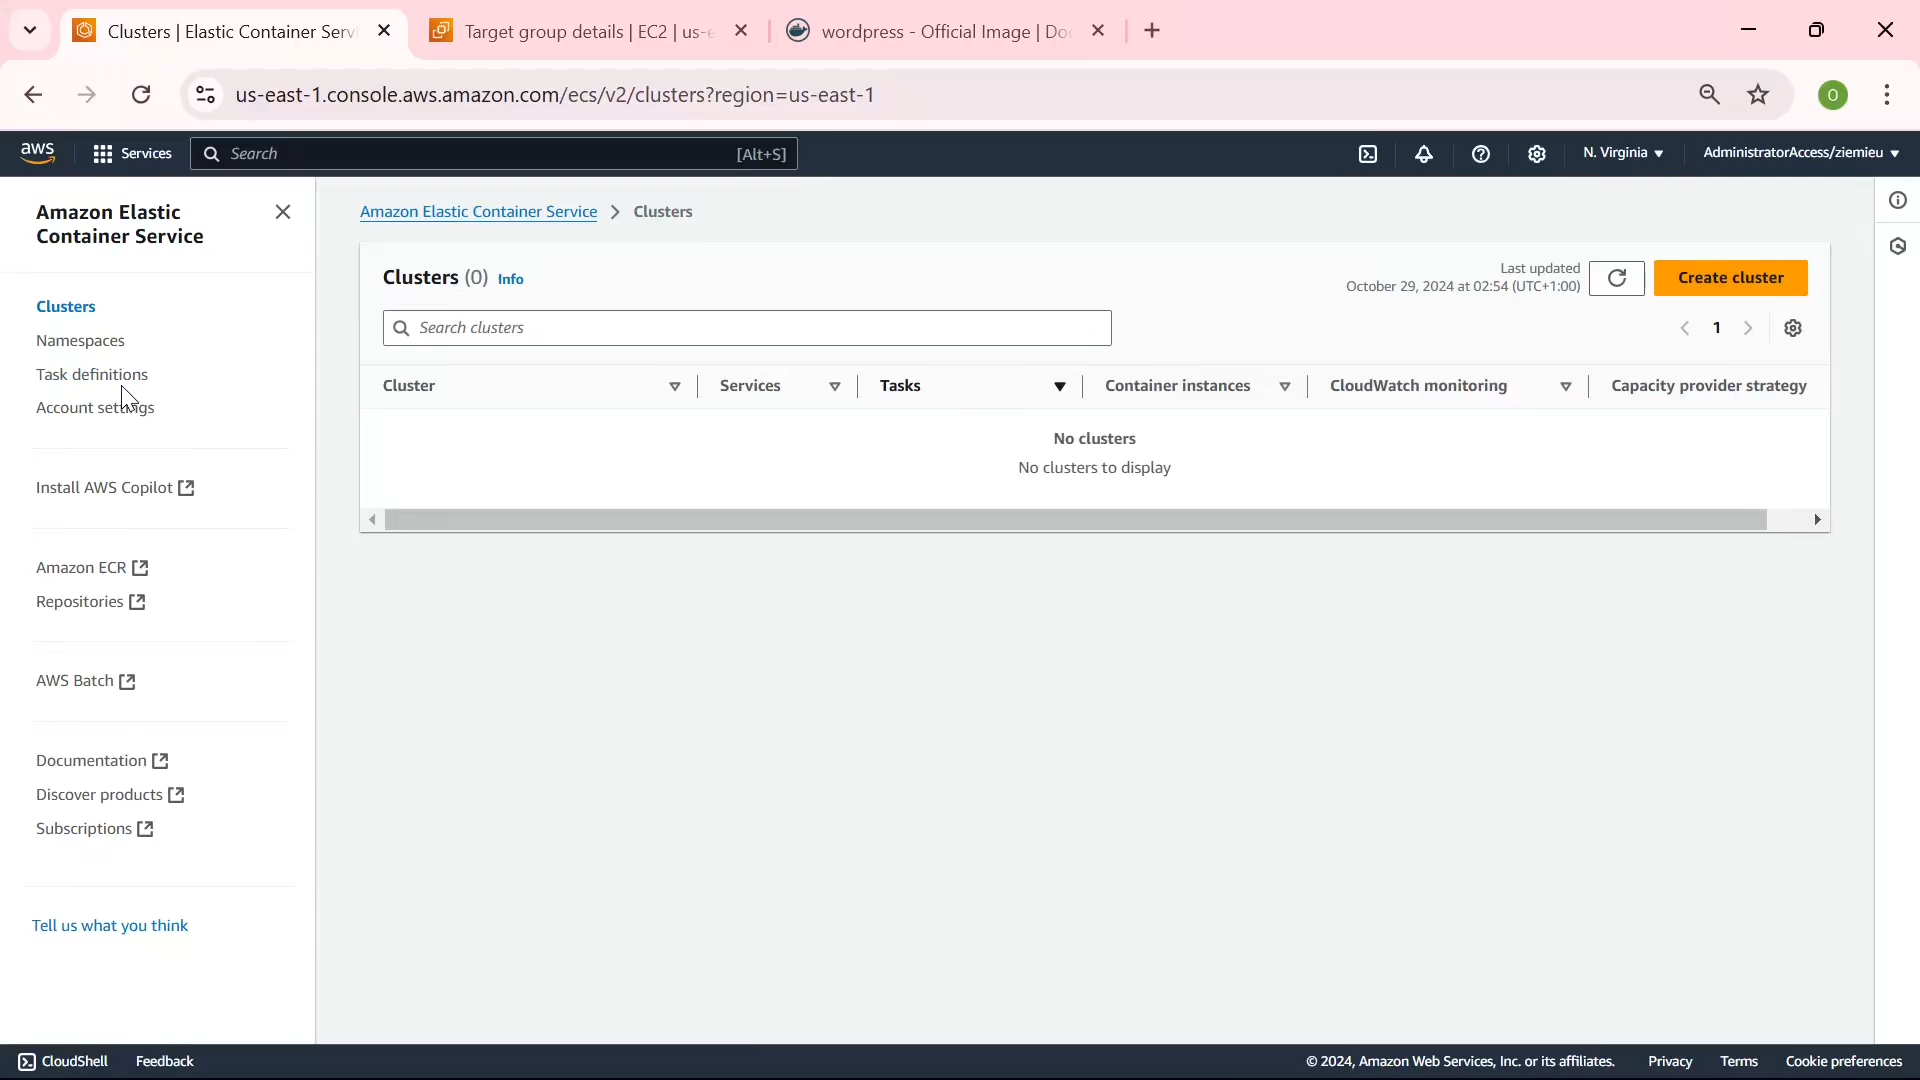 Clusters | Elastic Container Serv
Target group details | EC2 | us-e
wordpress - Official Image | Doc
us-east-1.console.aws.amazon.com/ecs/v2/clusters?region=us-east-1
O
aws
Services
Search
[Alt+S]
N. Virginia
AdministratorAccess/ziemieu
Amazon Elastic
Container Service
Clusters
Namespaces
Task definitions
Account settings
Install AWS Copilot
Amazon ECR
Repositories
AWS Batch
Documentation
Discover products
Subscriptions
Tell us what you think
Amazon Elastic Container Service > Clusters
Clusters (0) Info
Last updated
October 29, 2024 at 02:54 (UTC+1:00)
Create cluster
Search clusters
1
Cluster
Services
Tasks
Container instances
CloudWatch monitoring
Capacity provider strategy
No clusters
No clusters to display
CloudShell
Feedback
© 2024, Amazon Web Services, Inc. or its affiliates.
Privacy
Terms
Cookie preferences